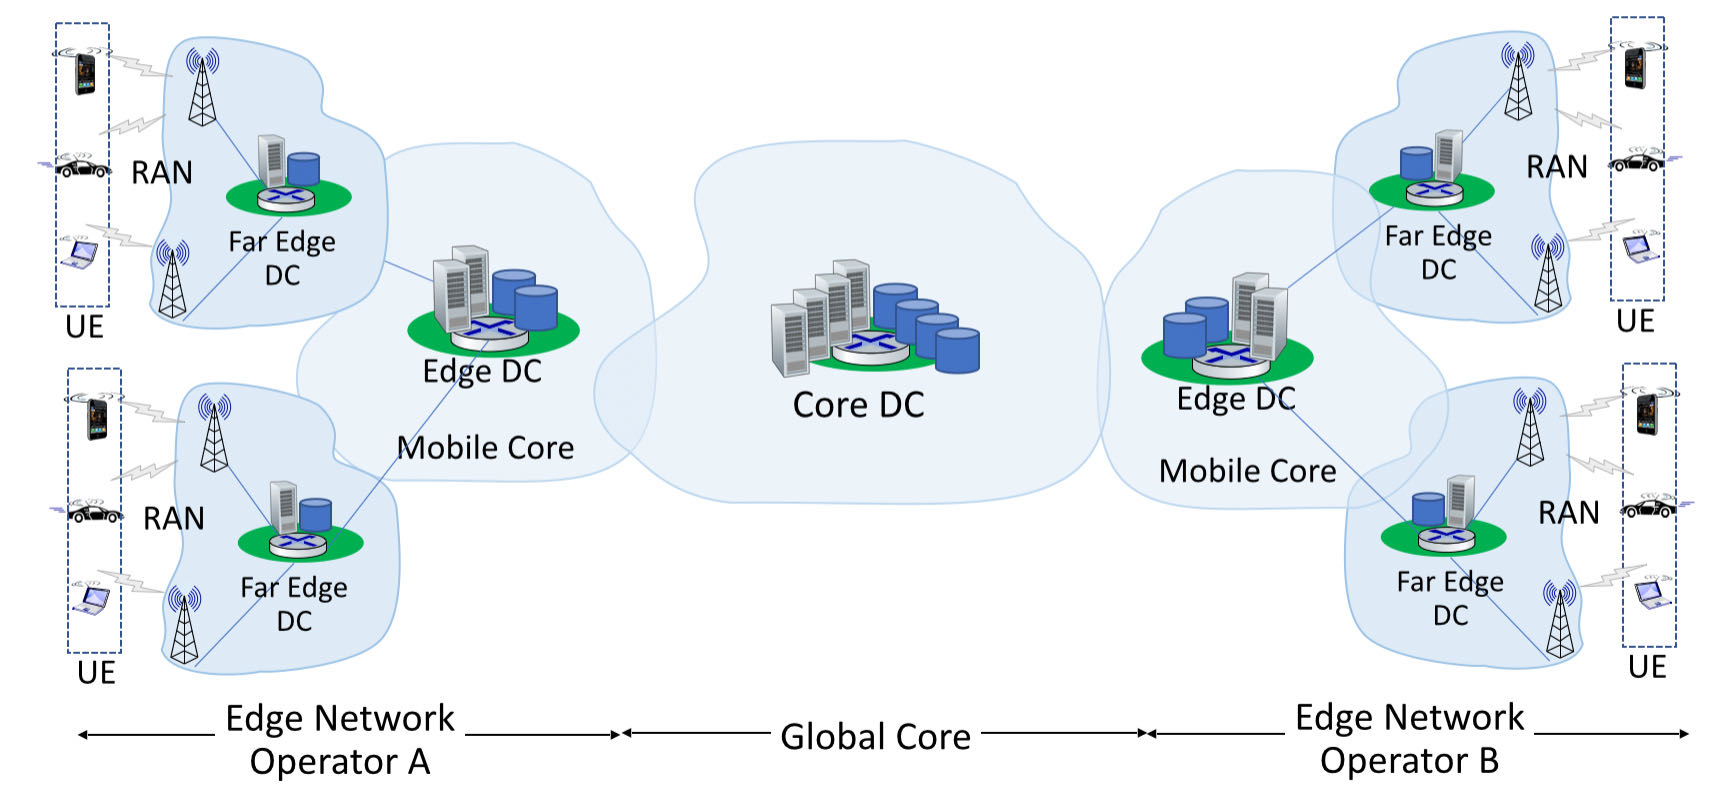 RAN
Far Edge
DC
UE
Edge DC
Mobile Core
RAN
Far Edge
DC
UE
Core DC
Edge DC
Mobile Core
Far Edge
DC
RAN
UE
Far Edge
DC
RAN
UE
Edge Network
Operator A
Global Core
Edge Network
Operator B